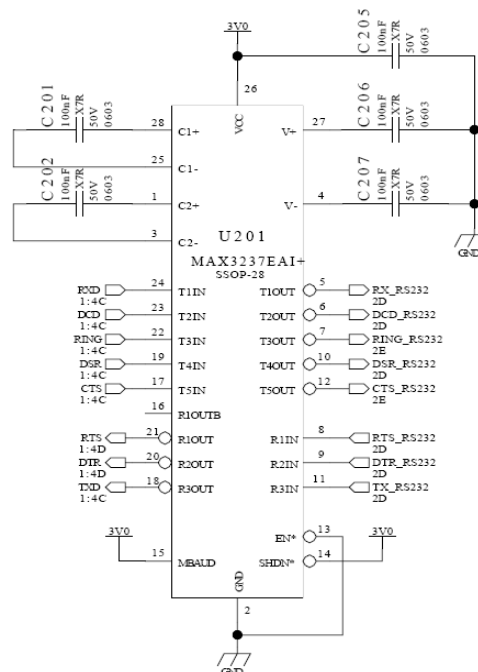 3V0
C205
100nF
X7R
50V
0603
26
C201
100nF
X7R
50V
0603
28
C1+
VCC
V+
27
C206
100nF
X7R
50V
0603
25
C1-
C202
100nF
X7R
50V
0603
1
C2+
V-
4
C207
100nF
X7R
50V
0603
3
C2-
GND
U201
MAX3237EAI+
SSOP-28
RXD
1:4C
24
T1IN
T1OUT
5
RX_RS232
2D
DCD
1:4C
23
T2IN
T2OUT
6
DCD_RS232
2D
RING
1:4C
22
T3IN
T3OUT
7
RING_RS232
2E
DSR
1:4C
19
T4IN
T4OUT
10
DSR_RS232
2D
CTS
1:4C
17
T5IN
T5OUT
12
CTS_RS232
2E
16
R1OUTB
RTS
1:4D
21
R1OUT
R1IN
8
RTS_RS232
2D
DTR
1:4D
20
R2OUT
R2IN
9
DTR_RS232
2D
TXD
1:4C
18
R3OUT
R3IN
11
TX_RS232
2D
3V0
EN*
13
3V0
15
MBAUD
SHDN*
14
GND
2
GND